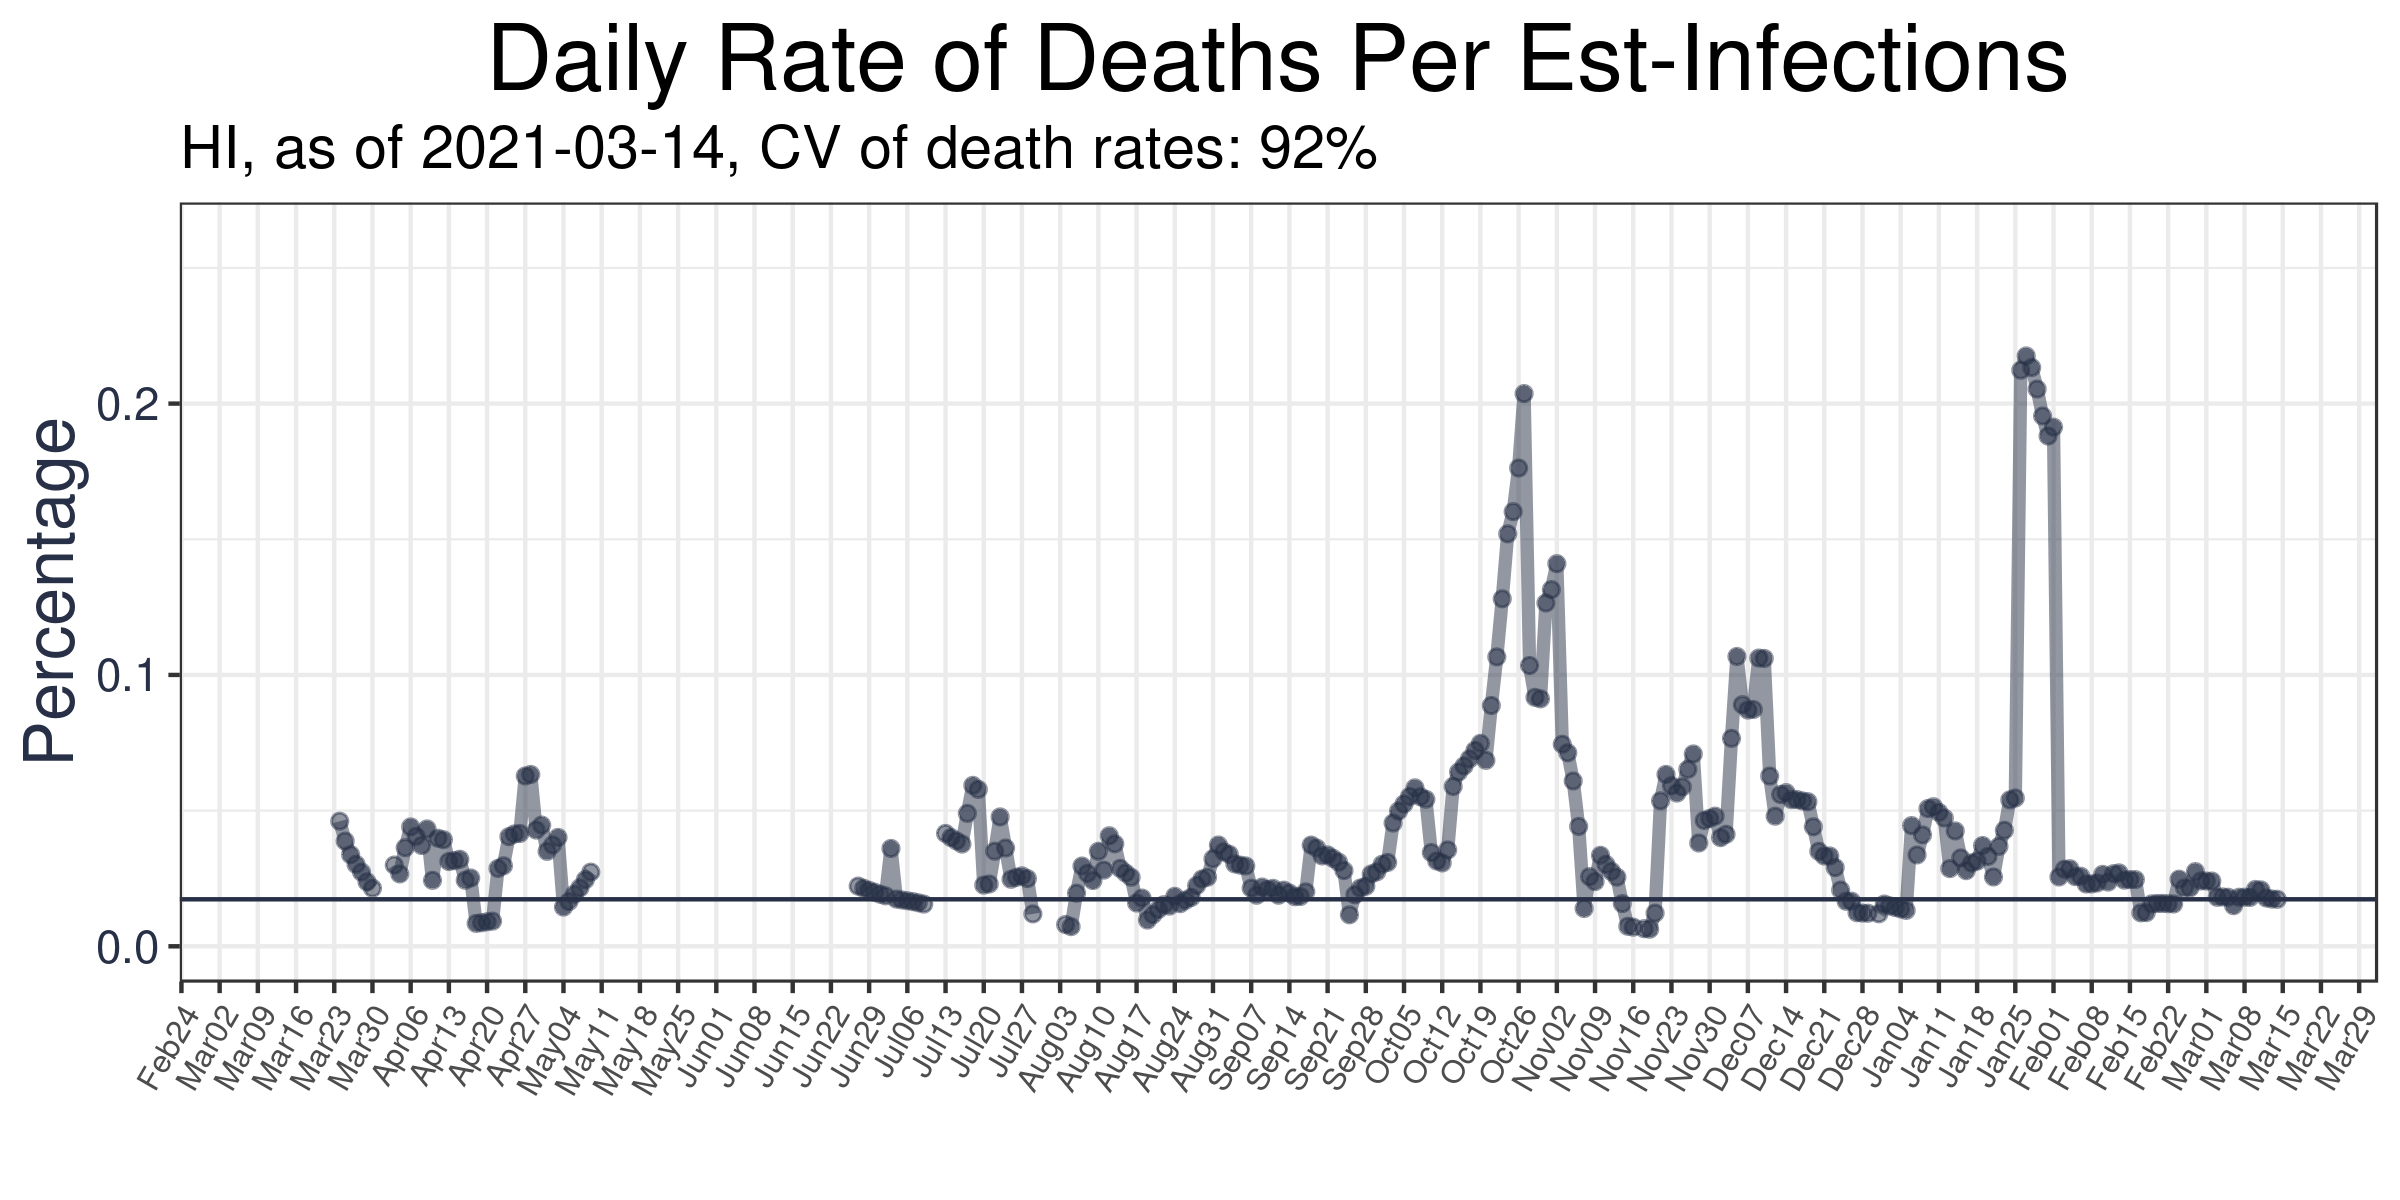 Daily Rate of Deaths Per Est-Infections
HI, as of 2021-03-14, CV of death rates: 92%
Percentage
0.2
0.1
0.0
Feb24 Mar02 Mar09 Mar16 Mar23 Mar30 Apr06 Apr13 Apr20 Apr27 May04 May11 May18 May25 Jun01 Jun08 Jun15 Jun22 Jun29 Jul06 Jul13 Jul20 Jul27 Aug03 Aug10 Aug17 Aug24 Aug31 Sep07 Sep14 Sep21 Sep28 Oct05 Oct12 Oct19 Oct26 Nov02 Nov09 Nov16 Nov23 Nov30 Dec07 Dec14 Dec21 Dec28 Jan04 Jan11 Jan18 Jan25 Feb01 Feb08 Feb15 Feb22 Mar01 Mar08 Mar15 Mar22 Mar29